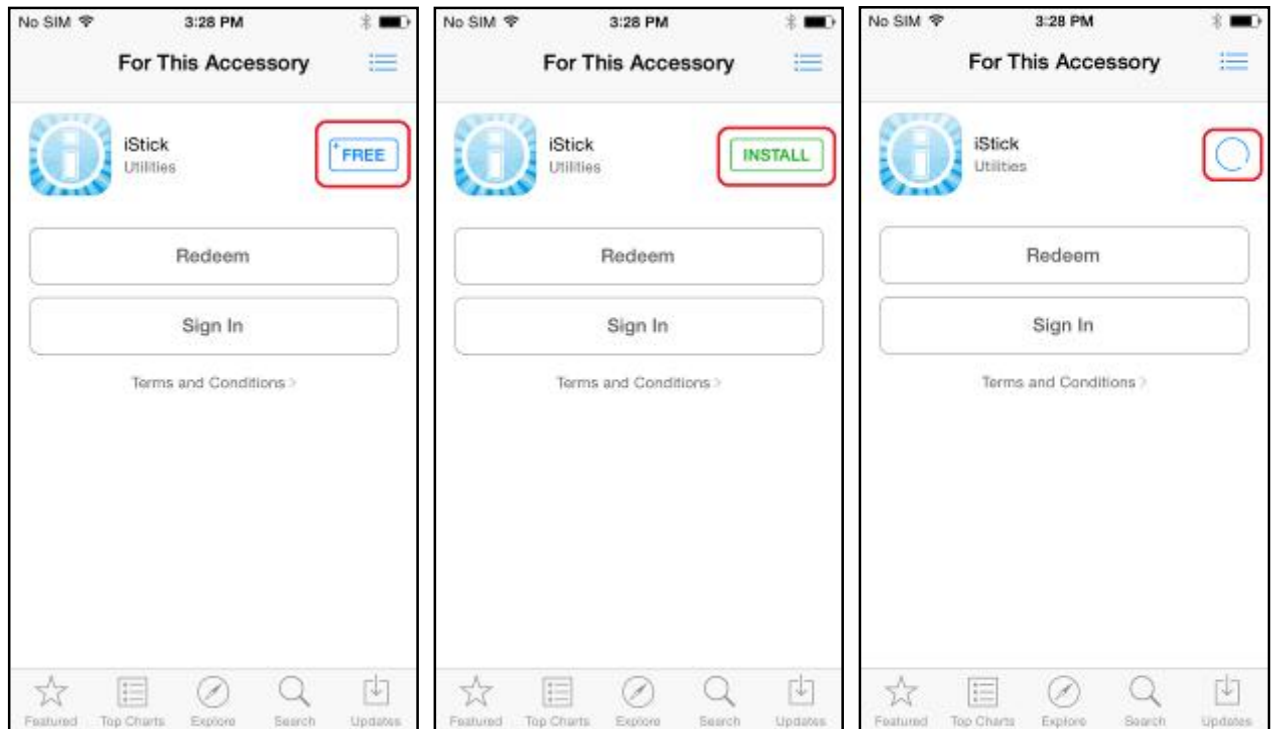 No SIM 3:28 PM
For This Accessory
iStick
Utilities
+ FREE
Redeem
Sign In
Terms and Conditions >
Featured Top Charts Explore Search Updates
No SIM 3:28 PM
For This Accessory
iStick
Utilities
INSTALL
Redeem
Sign In
Terms and Conditions >
Featured Top Charts Explore Search Updates
No SIM 3:28 PM
For This Accessory
iStick
Utilities
Redeem
Sign In
Terms and Conditions >
Featured Top Charts Explore Search Updates